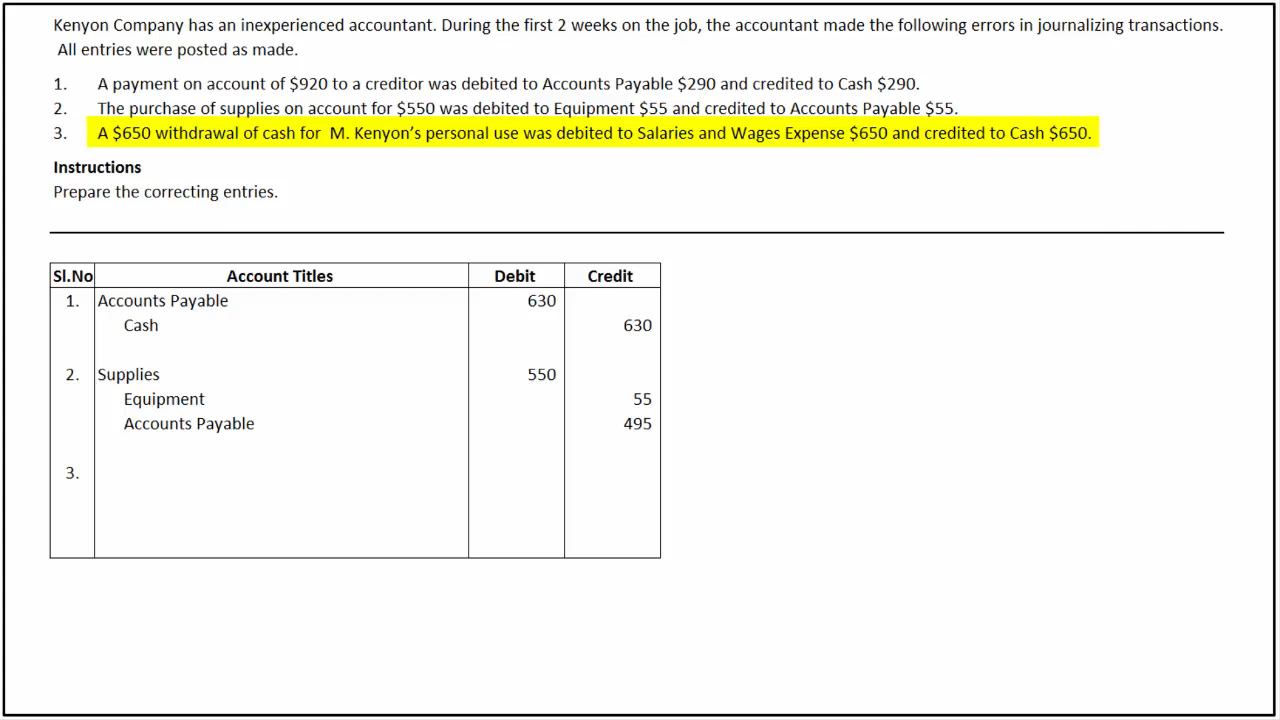 Kenyon Company has an inexperienced accountant. During the first 2 weeks on the job, the accountant made the following errors in journalizing transactions.
All entries were posted as made.
1. A payment on account of $920 to a creditor was debited to Accounts Payable $290 and credited to Cash $290.
2. The purchase of supplies on account for $550 was debited to Equipment $55 and credited to Accounts Payable $55.
3. A $650 withdrawal of cash for M. Kenyon's personal use was debited to Salaries and Wages Expense $650 and credited to Cash $650.
Instructions
Prepare the correcting entries.
Sl.No Account Titles Debit Credit
1. Accounts Payable 630
Cash 630
2. Supplies 550
Equipment 55
Accounts Payable 495
3.